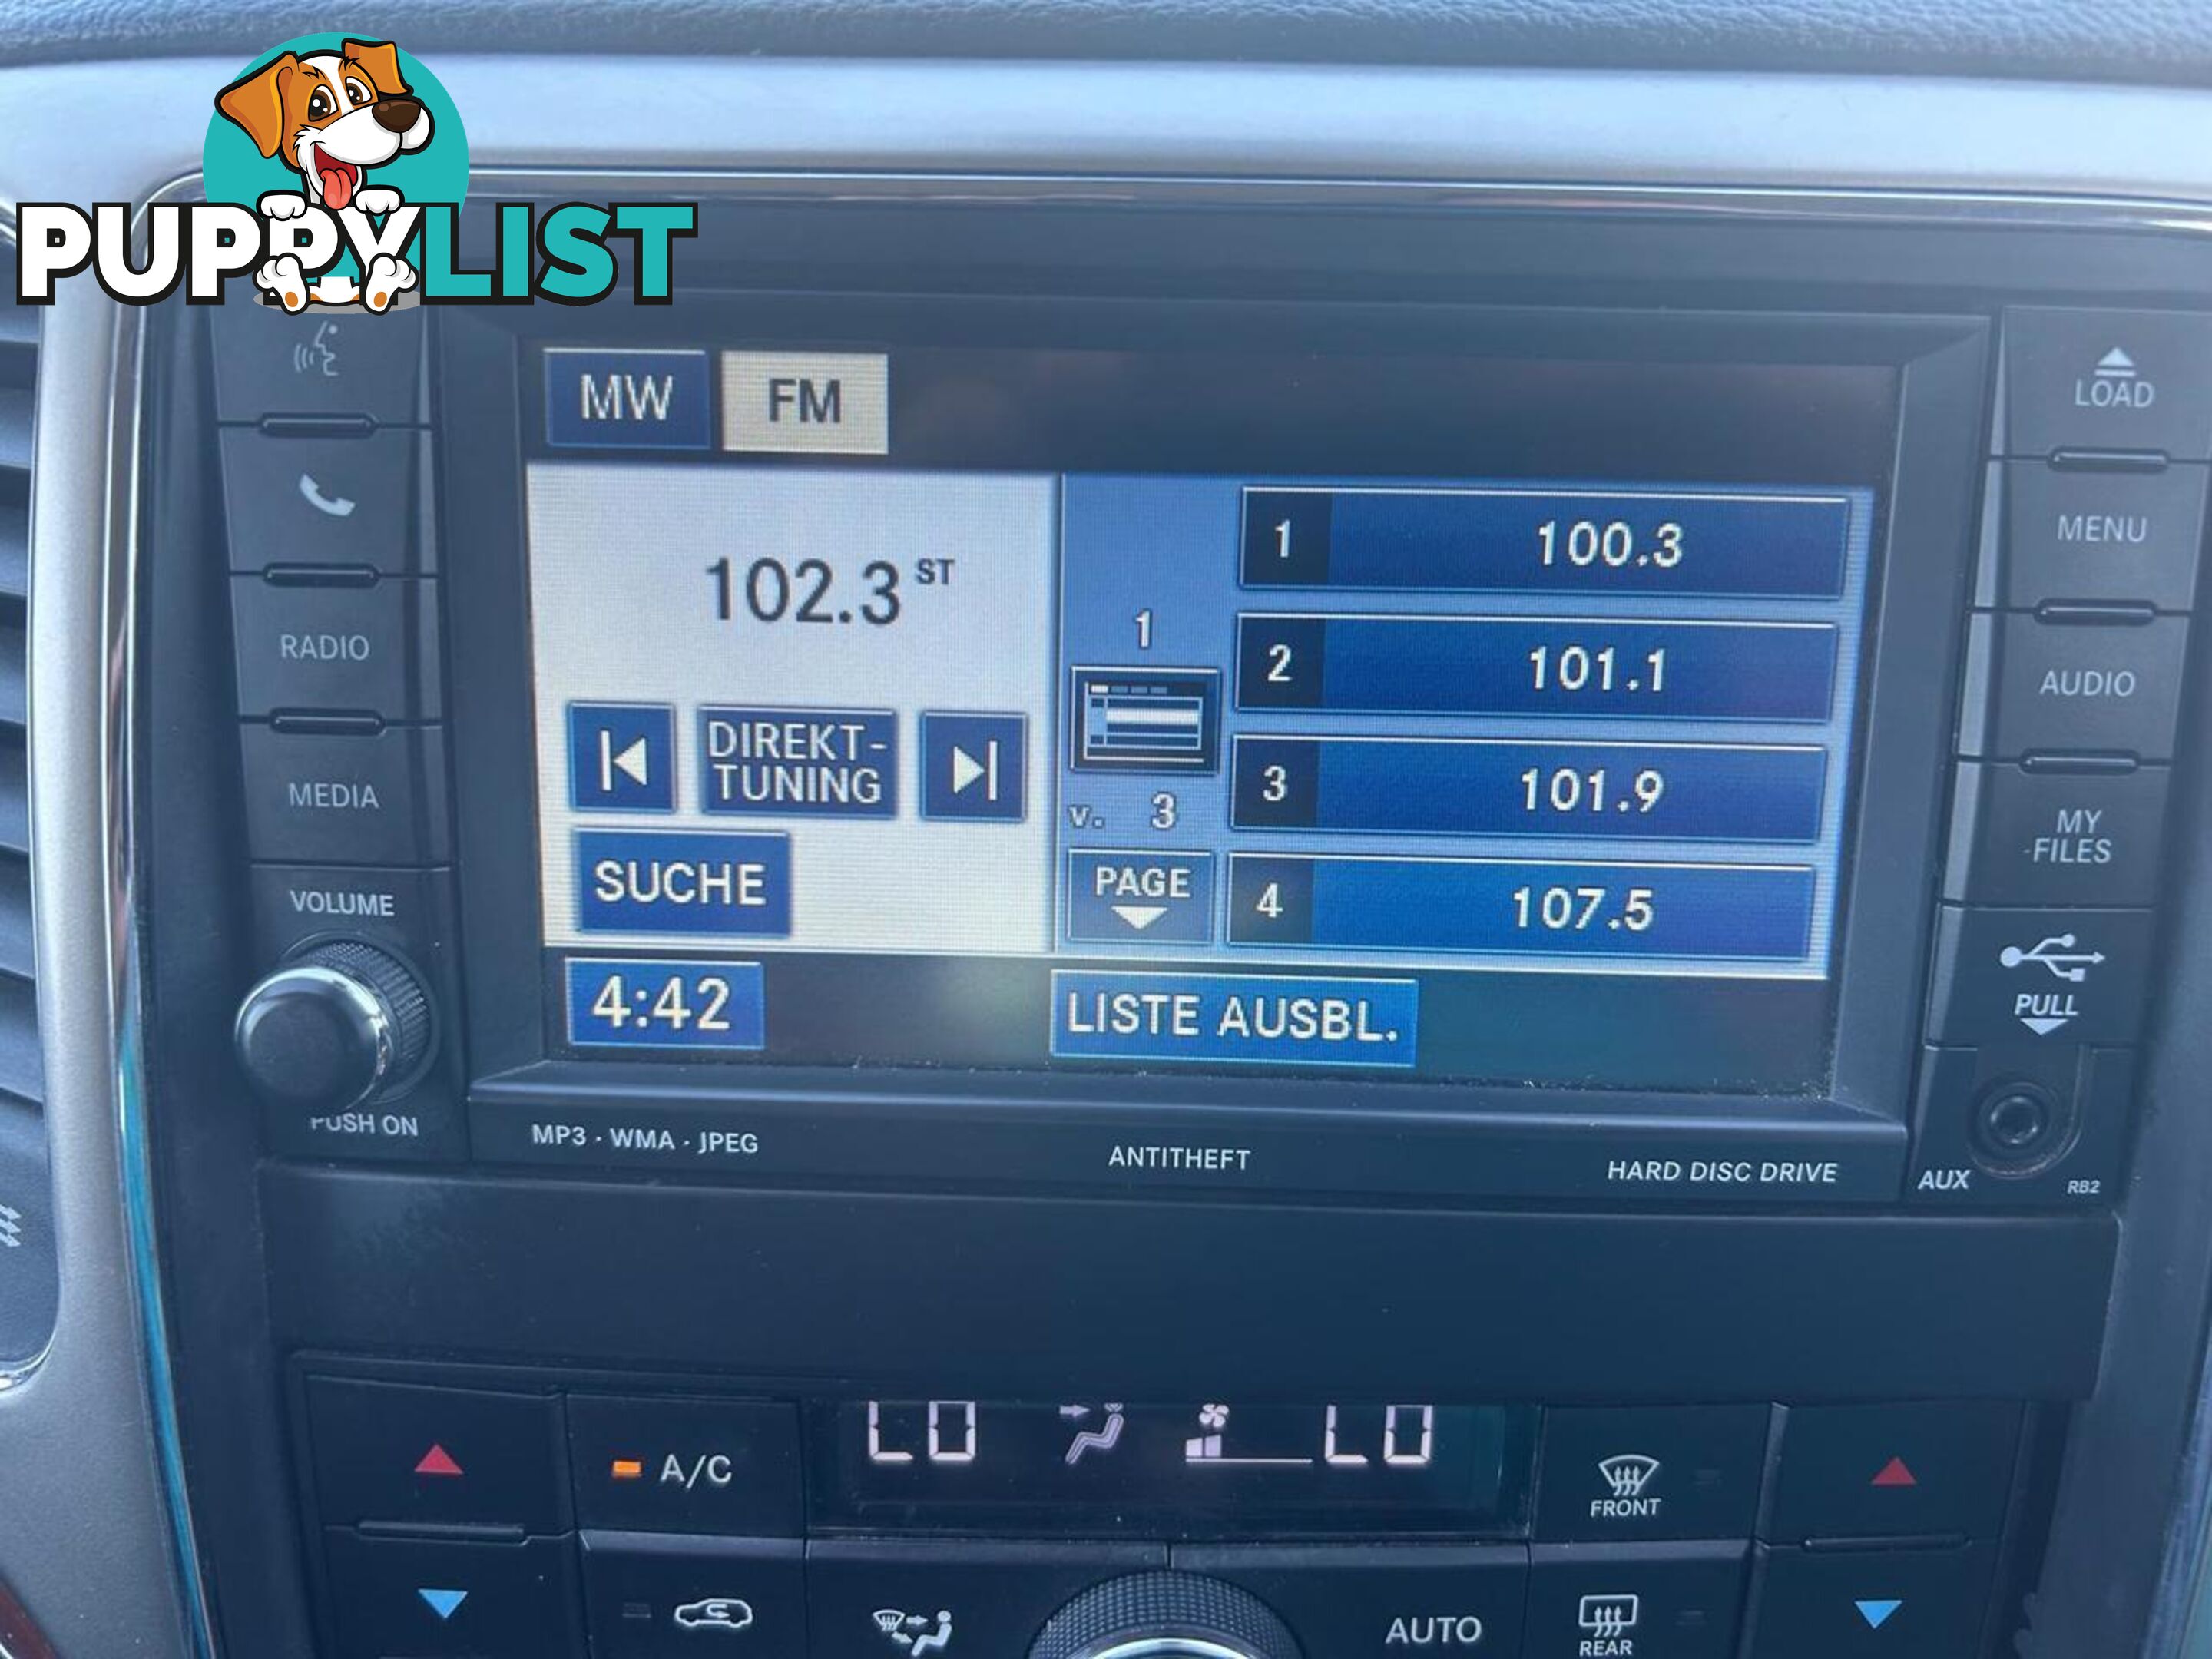 PUPPYLIST
LOAD
MW
FM
MENU
102.3 ST
1
100.3
1
2
101.1
RADIO
AUDIO
DIREKT-
TUNING
v. 3
3
101.9
MEDIA
MY
FILES
SUCHE
PAGE
4
107.5
VOLUME
4:42
LISTE AUSBL.
PULL
PUSH ON
MP3 · WMA · JPEG
ANTITHEFT
HARD DISC DRIVE
AUX
RB2
LO
LO
A/C
FRONT
AUTO
REAR